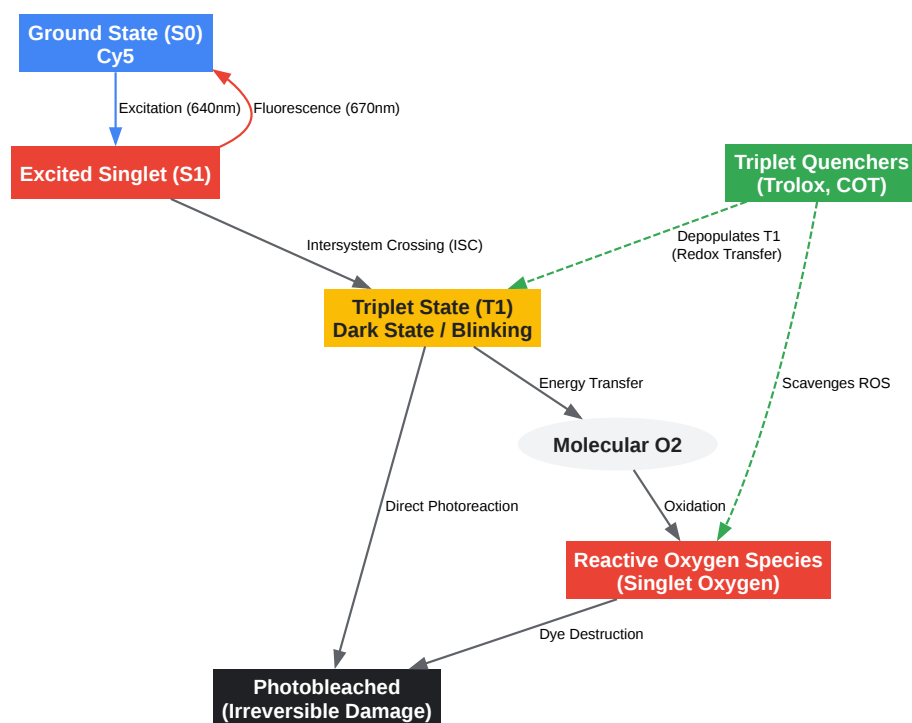 Ground State (S0)
Cy5
Excitation (640nm)
Fluorescence (670nm)
Excited Singlet (S1)
Triplet Quenchers
(Trolox, COT)
Intersystem Crossing (ISC)
Depopulates T1
(Redox Transfer)
Triplet State (T1)
Dark State / Blinking
Energy Transfer
Scavenges ROS
Molecular O2
Direct Photoreaction
Oxidation
Reactive Oxygen Species
(Singlet Oxygen)
Dye Destruction
Photobleached
(Irreversible Damage)